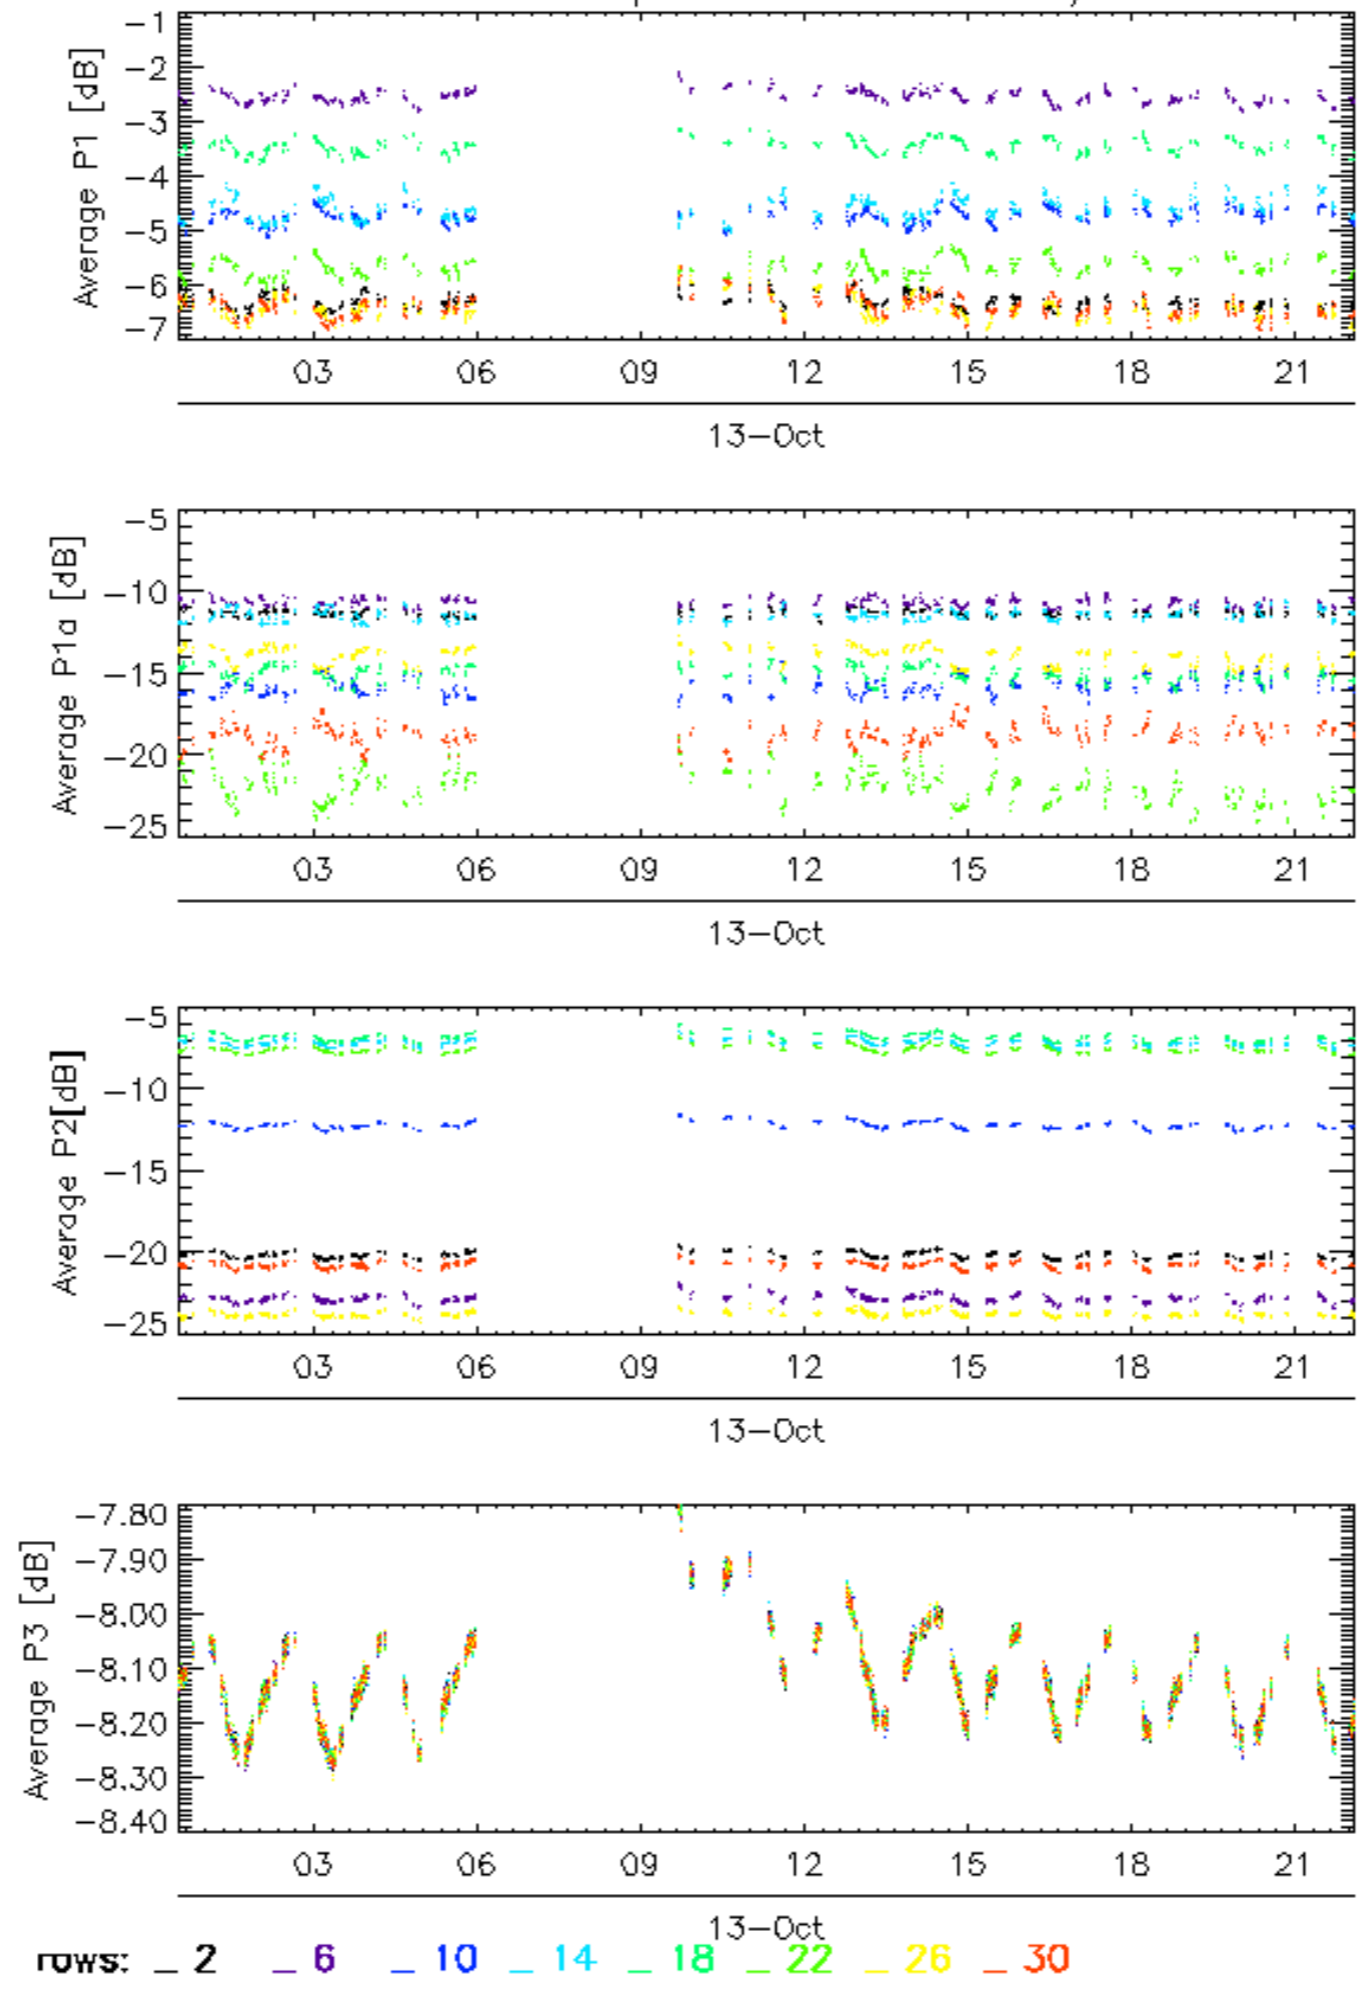 -1
-2
-3
-4
-5
-6
-7
Average P1 [dB]
03 06 09 12 15 18 21
13-Oct
-5
-10
-15
-20
-25
Average P1a [dB]
03 06 09 12 15 18 21
13-Oct
-5
-10
-15
-20
-25
Average P2[dB]
03 06 09 12 15 18 21
13-Oct
-7.80
-7.90
-8.00
-8.10
-8.20
-8.30
-8.40
Average P3 [dB]
03 06 09 12 15 18 21
13-Oct
rows: _ 2 _ 6 _ 10 _ 14 _ 18 _ 22 _ 26 _ 30